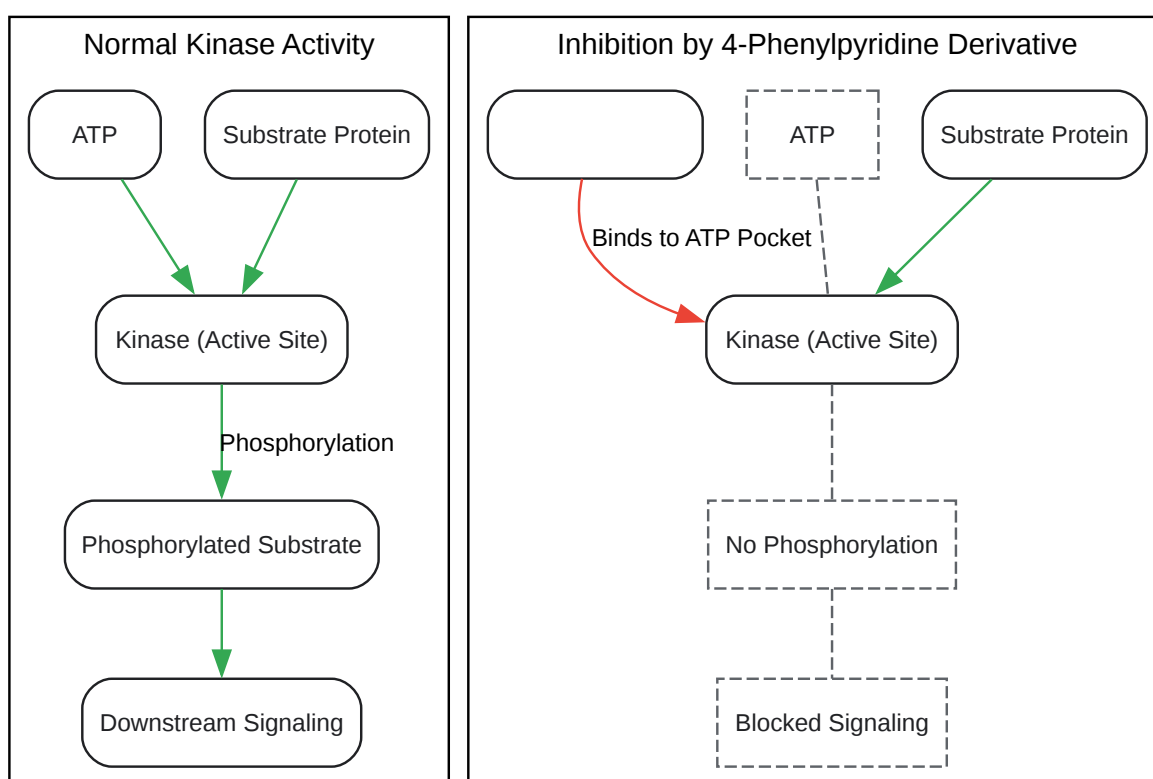 Normal Kinase Activity
ATP
Substrate Protein
Kinase (Active Site)
Phosphorylation
Phosphorylated Substrate
Downstream Signaling
Inhibition by 4-Phenylpyridine Derivative
ATP
Substrate Protein
Binds to ATP Pocket
Kinase (Active Site)
No Phosphorylation
Blocked Signaling